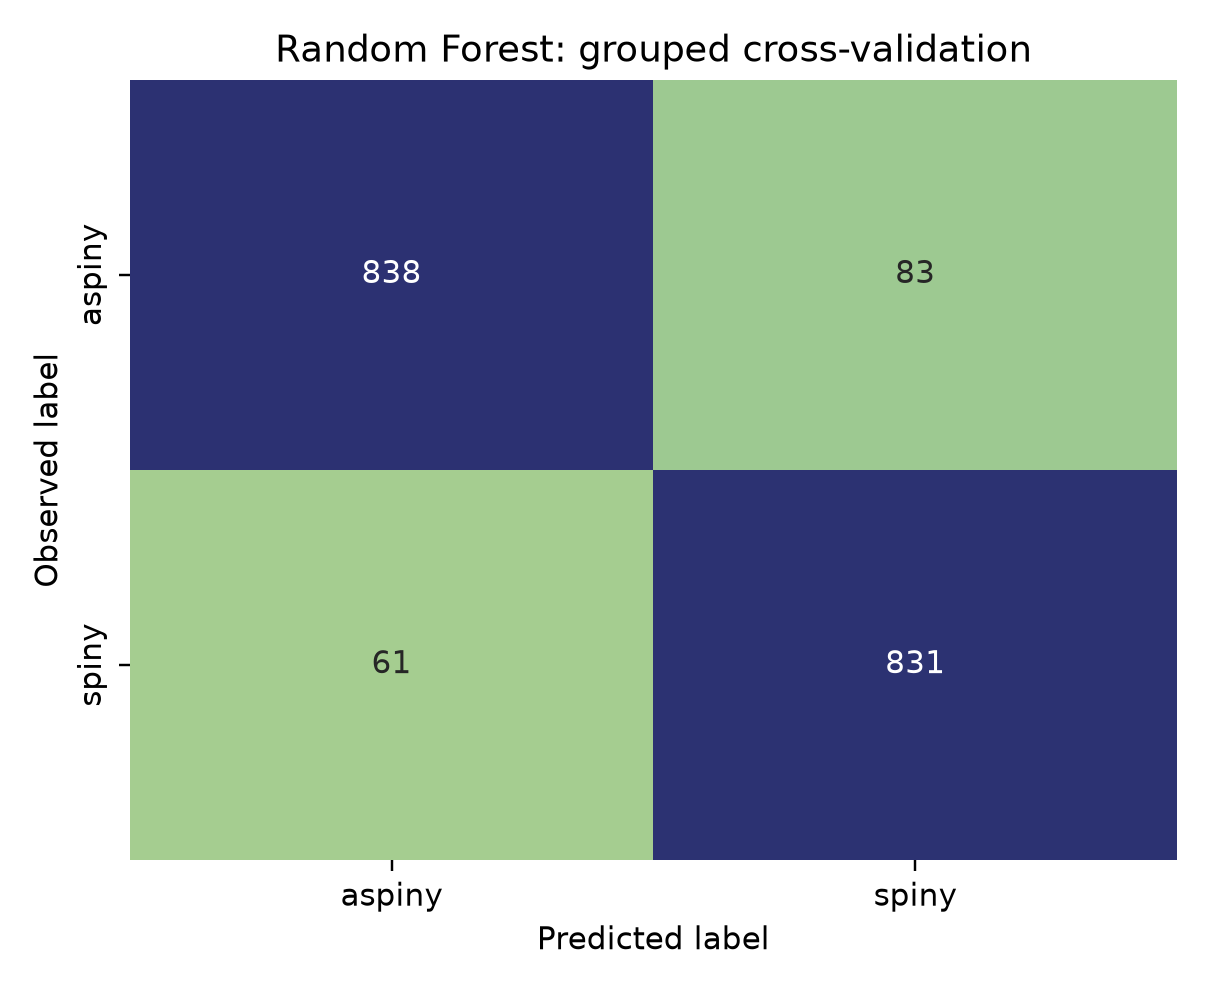 Random Forest: grouped cross-validation
Observed label
aspiny
838
83
spiny
61
831
aspiny
spiny
Predicted label